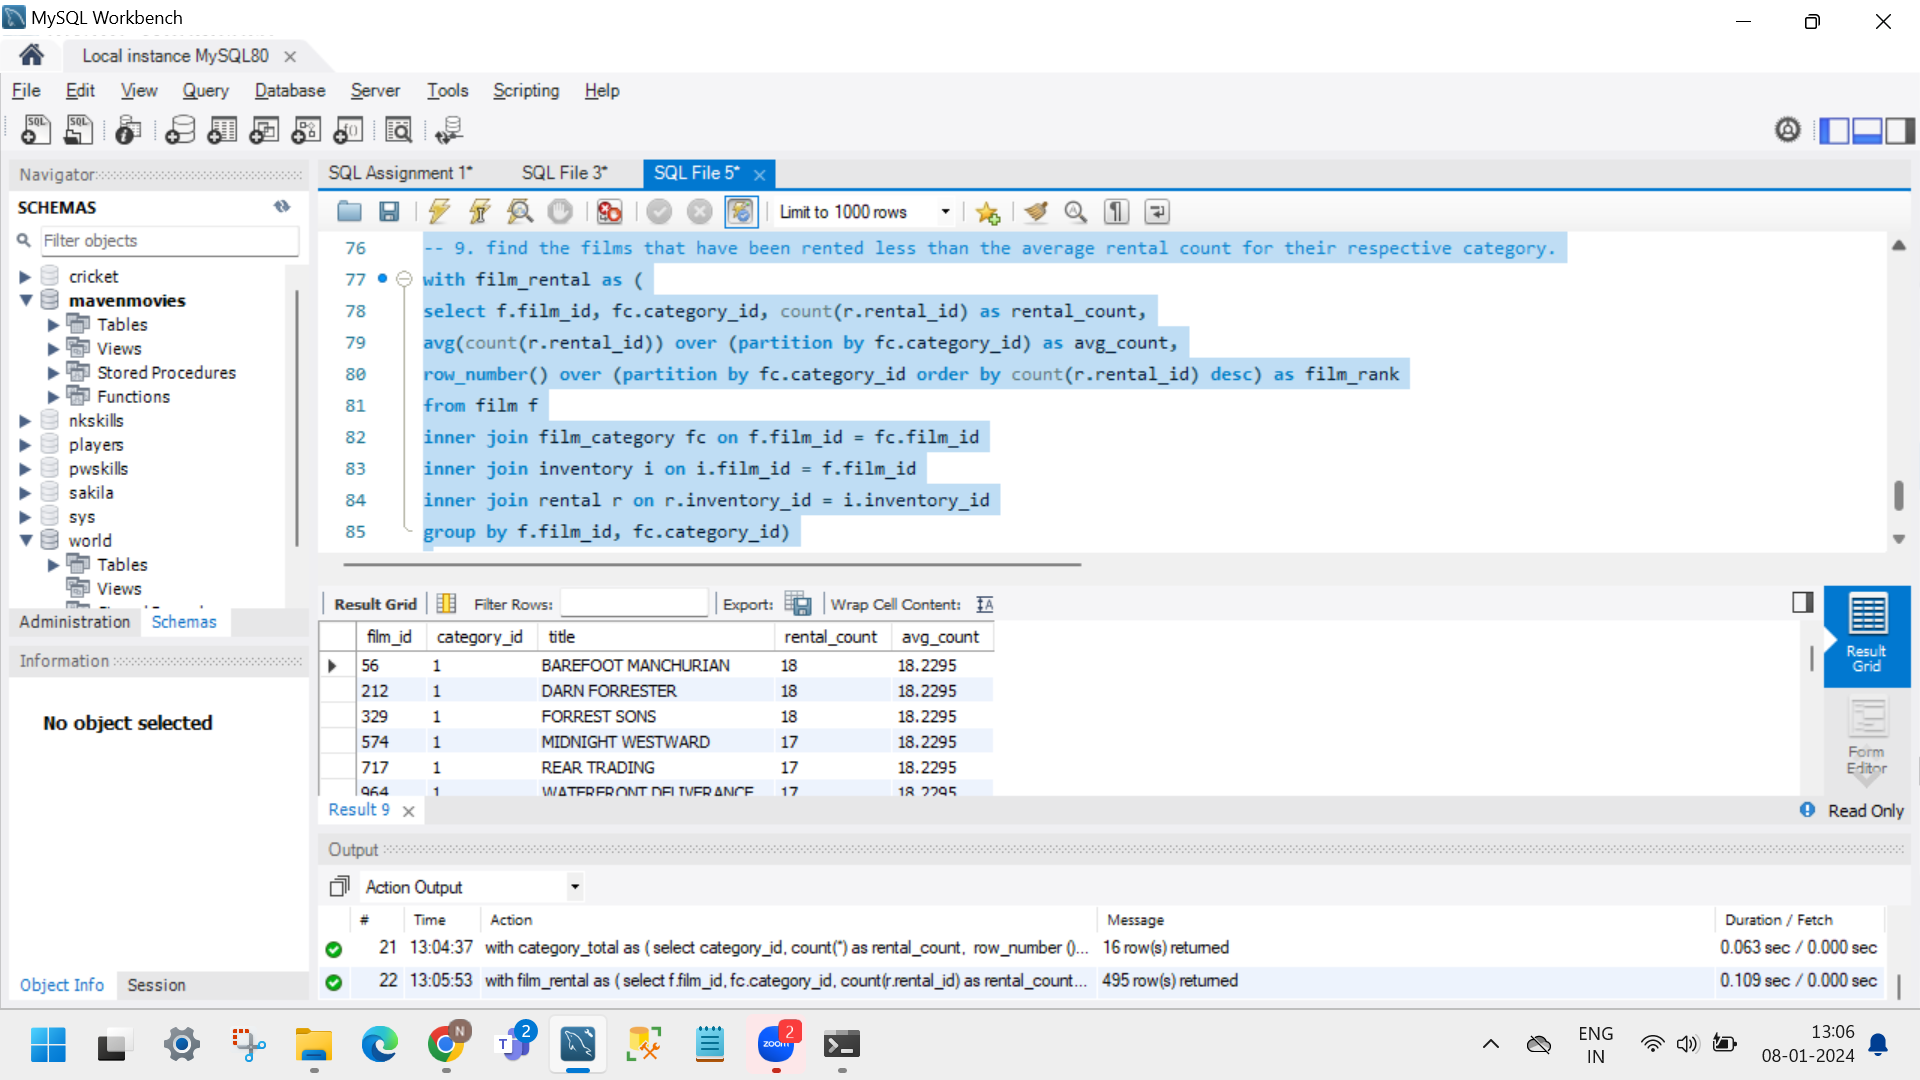 MySQL Workbench
Local instance MySQL80
File Edit View Query Database Server Tools Scripting Help
Navigator
SCHEMAS
Filter objects
cricket
mavenmovies
Tables
Views
Stored Procedures
Functions
nkskills
players
pwskills
sakila
sys
world
Tables
Views
Administration Schemas
Information
No object selected
Object Info Session
SQL Assignment 1* SQL File 3* SQL File 5*
Limit to 1000 rows
76 -- 9. find the films that have been rented less than the average rental count for their respective category.
77 with film_rental as (
78 select f.film_id, fc.category_id, count(r.rental_id) as rental_count,
79 avg(count(r.rental_id)) over (partition by fc.category_id) as avg_count,
80 row_number() over (partition by fc.category_id order by count(r.rental_id) desc) as film_rank
81 from film f
82 inner join film_category fc on f.film_id = fc.film_id
83 inner join inventory i on i.film_id = f.film_id
84 inner join rental r on r.inventory_id = i.inventory_id
85 group by f.film_id, fc.category_id)
Result Grid Filter Rows: Export: Wrap Cell Content:
film_id category_id title rental_count avg_count
56 1 BAREFOOT MANCHURIAN 18 18.2295
212 1 DARN FORRESTER 18 18.2295
329 1 FORREST SONS 18 18.2295
574 1 MIDNIGHT WESTWARD 17 18.2295
717 1 REAR TRADING 17 18.2295
964 1 WATERFRONT DELIVERANCE 17 18.2295
Result Grid
Form Editor
Result 9
Read Only
Output
Action Output
# Time Action Message Duration / Fetch
21 13:04:37 with category_total as ( select category_id, count(*) as rental_count, row_number ()... 16 row(s) returned 0.063 sec / 0.000 sec
22 13:05:53 with film_rental as ( select f.film_id, fc.category_id, count(r.rental_id) as rental_count... 495 row(s) returned 0.109 sec / 0.000 sec
N
2
zoom
2
ENG
IN
13:06
08-01-2024